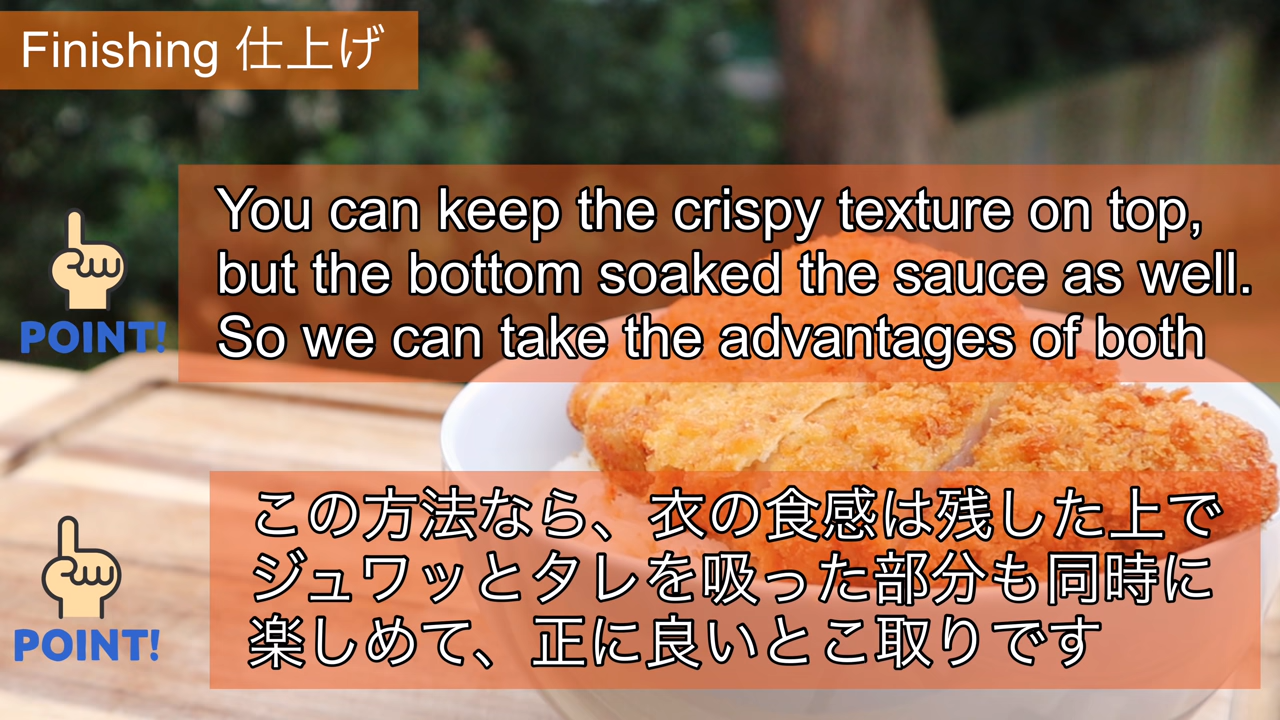 Finishing 仕上げ
You can keep the crispy texture on top,
but the bottom soaked the sauce as well.
So we can take the advantages of both
POINT!
この方法なら、衣の食感は残した上で
ジュワッとタレを吸った部分も同時に
楽しめて、正に良いとこ取りです
POINT!